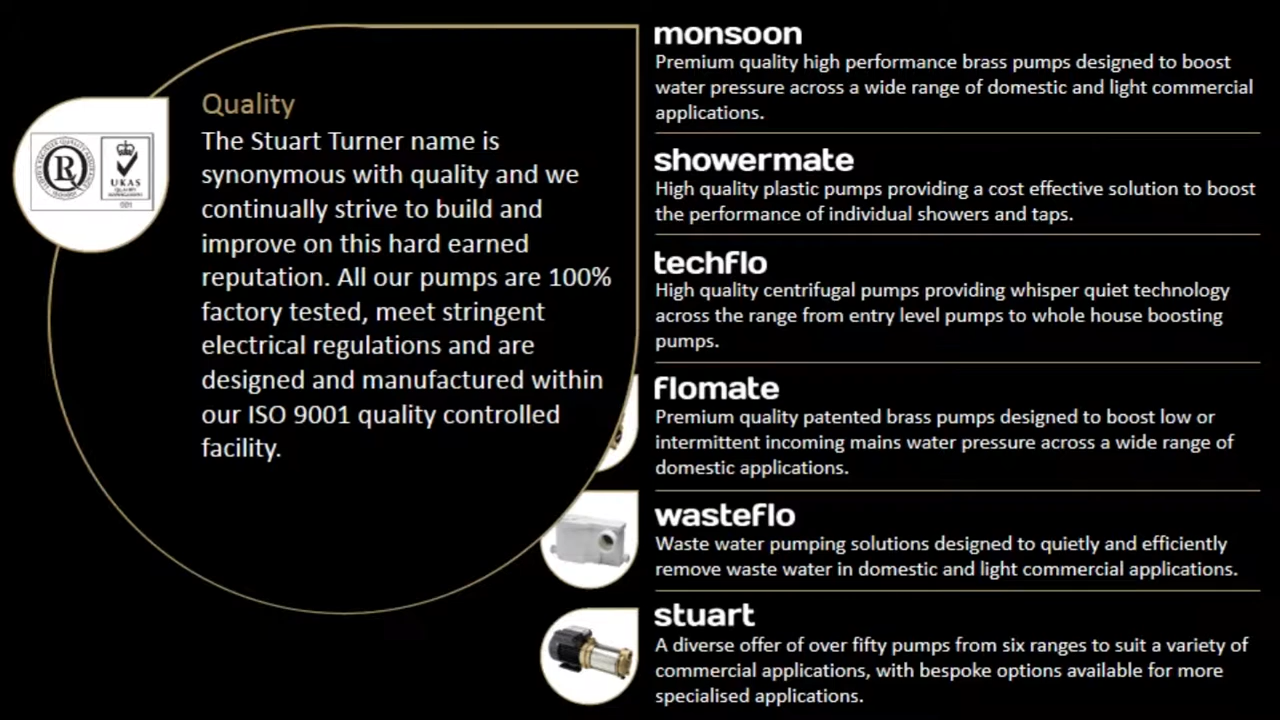 Quality
The Stuart Turner name is
synonymous with quality and we
continually strive to build and
improve on this hard earned
reputation. All our pumps are 100%
factory tested, meet stringent
electrical regulations and are
designed and manufactured within
our ISO 9001 quality controlled
facility.
UKAS
001
monsoon
Premium quality high performance brass pumps designed to boost
water pressure across a wide range of domestic and light commercial
applications.
showermate
High quality plastic pumps providing a cost effective solution to boost
the performance of individual showers and taps.
techflo
High quality centrifugal pumps providing whisper quiet technology
across the range from entry level pumps to whole house boosting
pumps.
flomate
Premium quality patented brass pumps designed to boost low or
intermittent incoming mains water pressure across a wide range of
domestic applications.
wasteflo
Waste water pumping solutions designed to quietly and efficiently
remove waste water in domestic and light commercial applications.
stuart
A diverse offer of over fifty pumps from six ranges to suit a variety of
commercial applications, with bespoke options available for more
specialised applications.